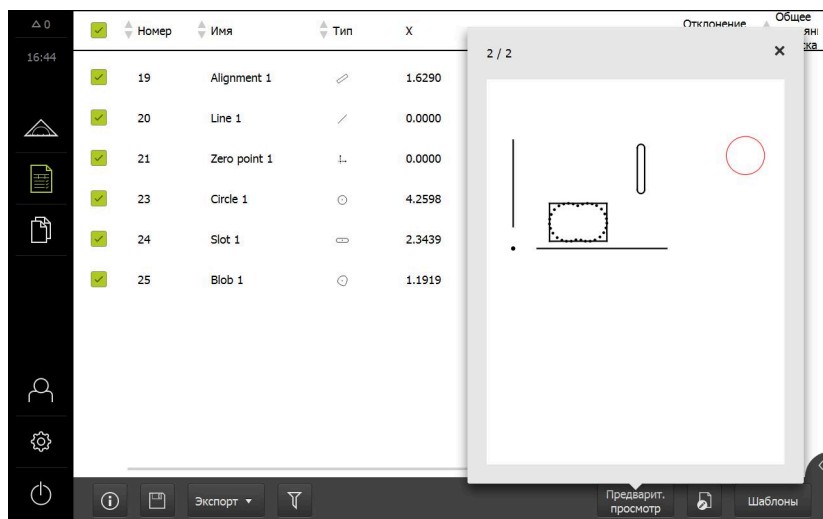 0
16:44
Номер
Имя
Тип
X
Отклонение
Общее
19 Alignment 1 1.6290
20 Line 1 0.0000
21 Zero point 1 0.0000
23 Circle 1 4.2598
24 Slot 1 2.3439
25 Blob 1 1.1919
2 / 2
Экспорт
Предварит.
просмотр
Шаблоны